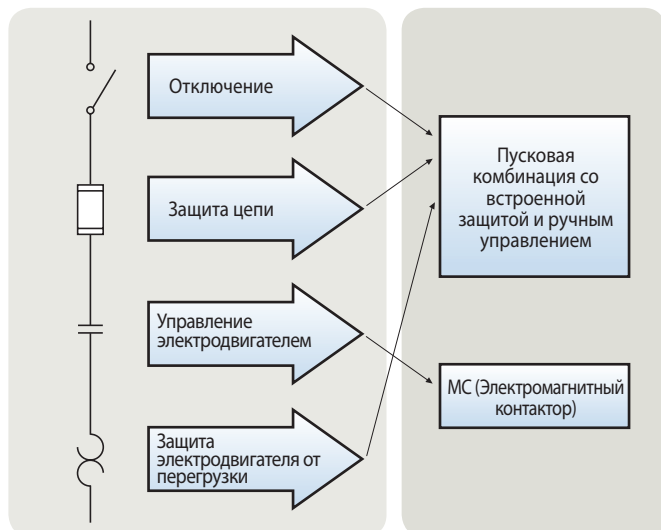 Отключение
Защита цепи
Управление
электродвигателем
Защита
электродвигателя от
перегрузки
Пусковая
комбинация со
встроенной
защитой и ручным
управлением
МС (Электромагнитный
контактор)